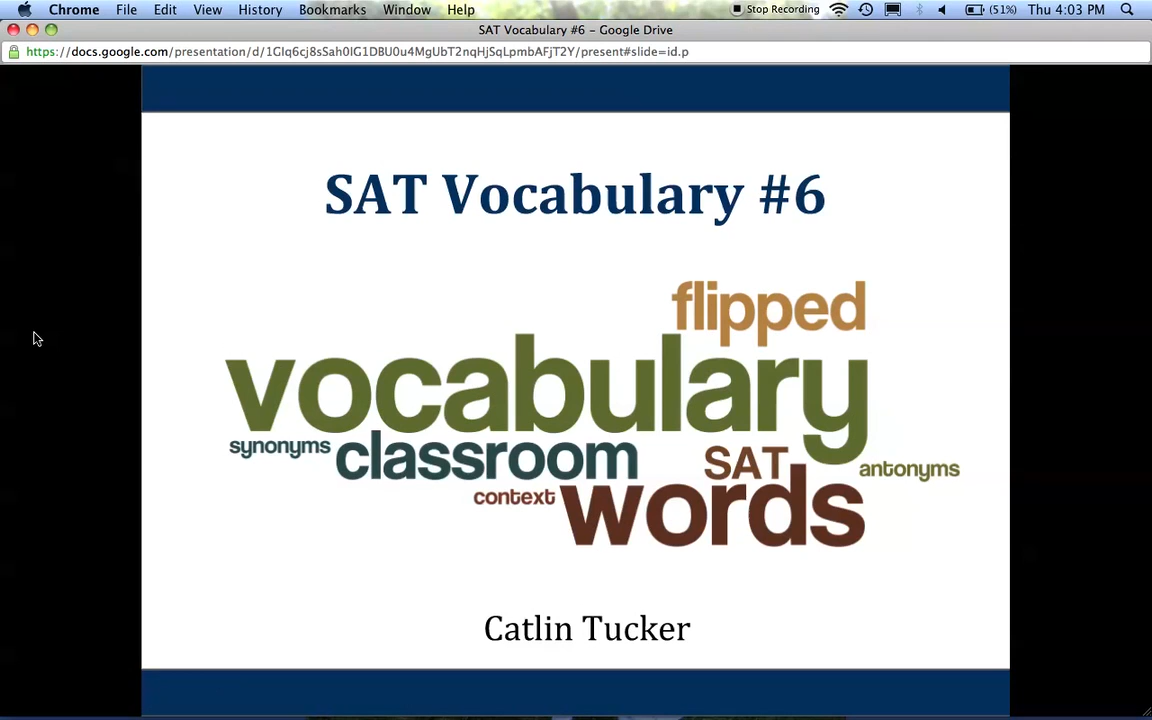 Chrome File Edit View History Bookmarks Window Help Stop Recording (51%) Thu 4:03 PM
SAT Vocabulary #6 - Google Drive
https://docs.google.com/presentation/d/1GIq6cj8sSah0IG1DBU0u4MgUbT2nqHjSqLpmbAFjT2Y/present#slide=id.p
SAT Vocabulary #6
flipped
vocabulary
synonyms classroom SAT antonyms
context words
Catlin Tucker